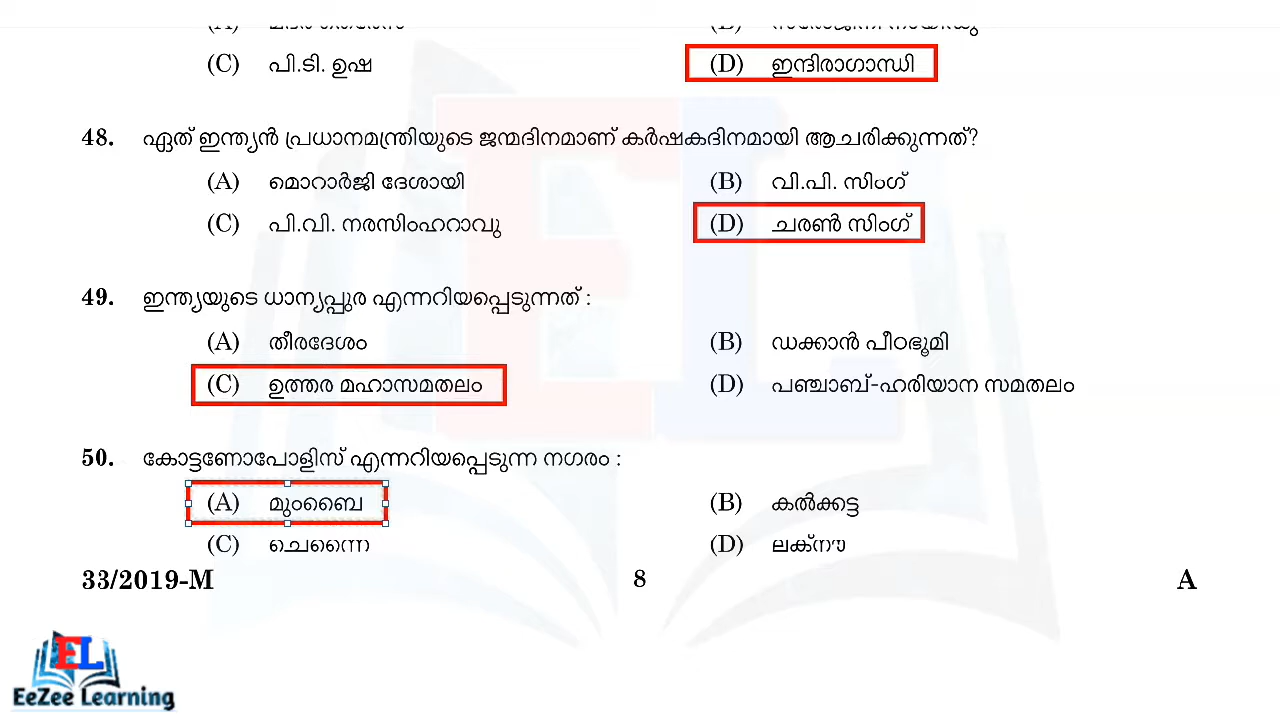 (C) പി.ടി. ഉഷ (D) ഇന്ദിരാഗാന്ധി
48. ഏത് ഇന്ത്യൻ പ്രധാനമന്ത്രിയുടെ ജന്മദിനമാണ് കർഷകദിനമായി ആചരിക്കുന്നത്?
(A) മൊറാർജി ദേശായി (B) വി.പി. സിംഗ്
(C) പി.വി. നരസിംഹറാവു (D) ചരൺ സിംഗ്
49. ഇന്ത്യയുടെ ധാന്യപ്പുര എന്നറിയപ്പെടുന്നത് :
(A) തീരദേശം (B) ഡക്കാൻ പീഠഭൂമി
(C) ഉത്തര മഹാസമതലം (D) പഞ്ചാബ്-ഹരിയാന സമതലം
50. കോട്ടണോപോളിസ് എന്നറിയപ്പെടുന്ന നഗരം :
(A) മുംബൈ (B) കൽക്കട്ട
(C) ചെന്നൈ (D) ലക്നൗ
33/2019-M 8 A
EL
EeZee Learning